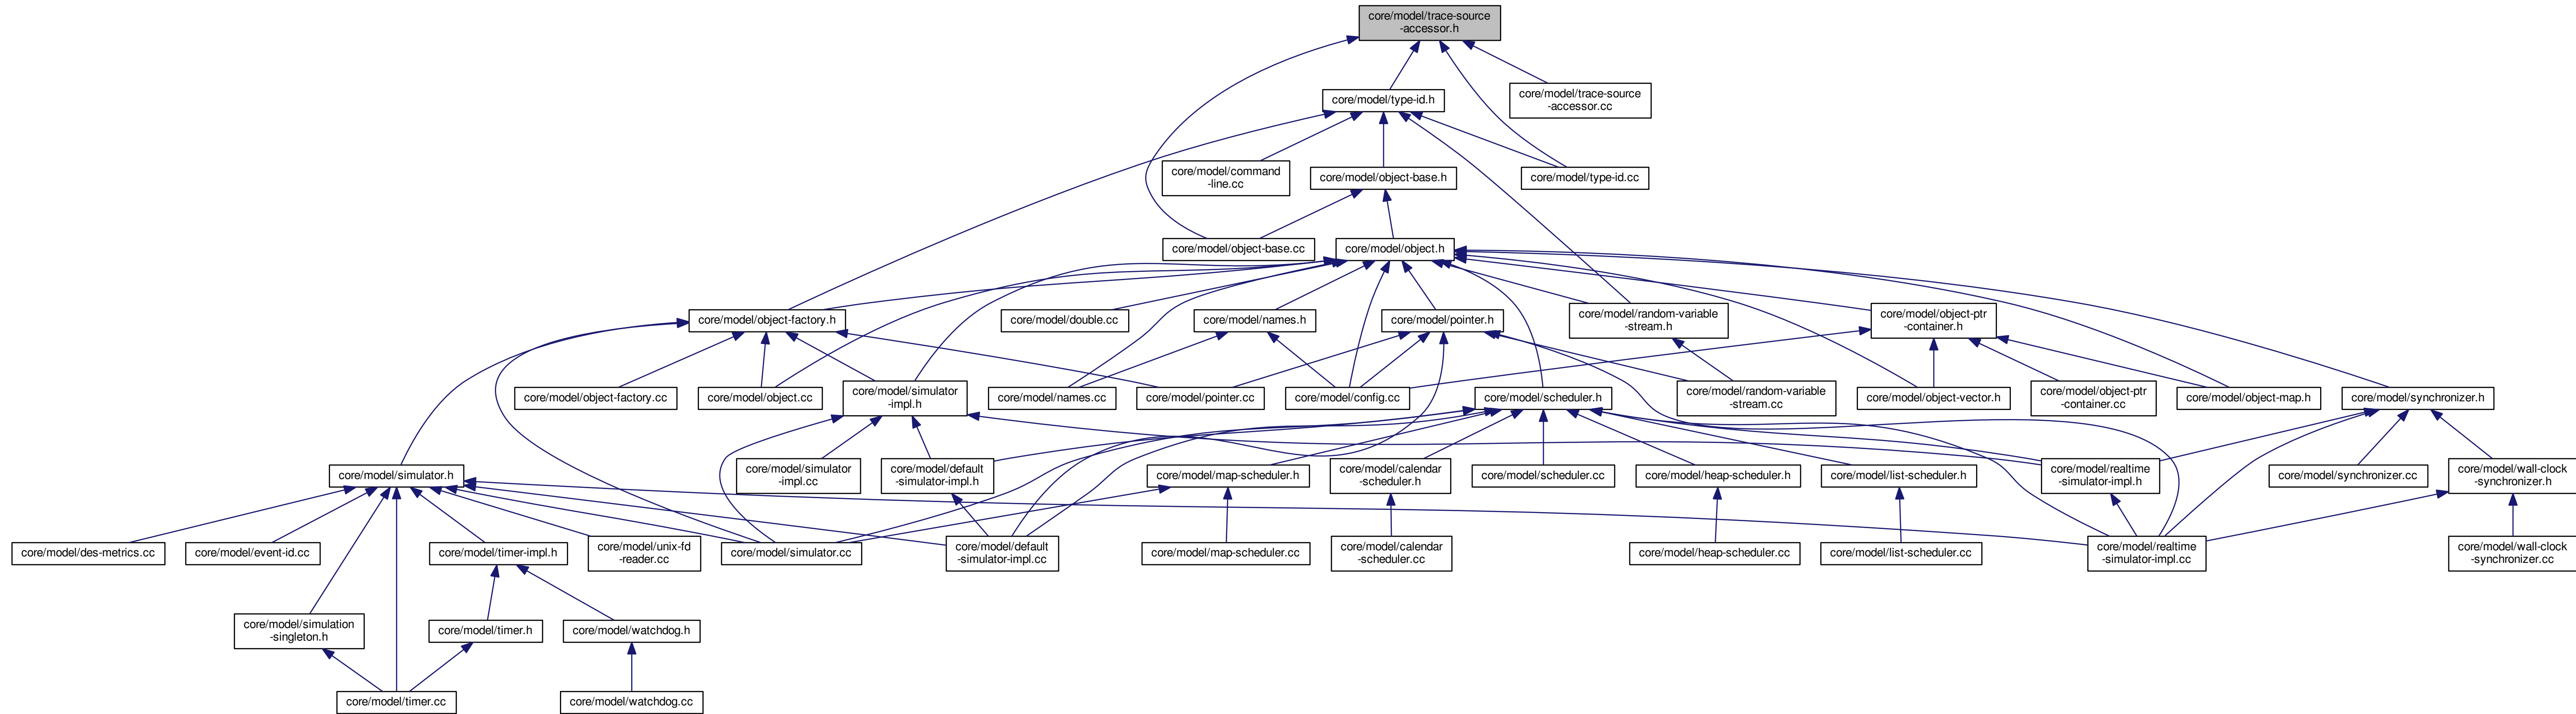 core/model/trace-source
-accessor.h
core/model/type-id.h
core/model/trace-source
-accessor.cc
core/model/command
-line.cc
core/model/object-base.h
core/model/type-id.cc
core/model/object-base.cc
core/model/object.h
core/model/object-factory.h
core/model/double.cc
core/model/names.h
core/model/pointer.h
core/model/random-variable
-stream.h
core/model/object-ptr
-container.h
core/model/object-factory.cc
core/model/object.cc
core/model/simulator
-impl.h
core/model/names.cc
core/model/pointer.cc
core/model/config.cc
core/model/scheduler.h
core/model/random-variable
-stream.cc
core/model/object-vector.h
core/model/object-ptr
-container.cc
core/model/object-map.h
core/model/synchronizer.h
core/model/simulator.h
core/model/simulator
-impl.cc
core/model/default
-simulator-impl.h
core/model/map-scheduler.h
core/model/calendar
-scheduler.h
core/model/scheduler.cc
core/model/heap-scheduler.h
core/model/list-scheduler.h
core/model/realtime
-simulator-impl.h
core/model/synchronizer.cc
core/model/wall-clock
-synchronizer.h
core/model/des-metrics.cc
core/model/event-id.cc
core/model/timer-impl.h
core/model/unix-fd
-reader.cc
core/model/simulator.cc
core/model/default
-simulator-impl.cc
core/model/map-scheduler.cc
core/model/calendar
-scheduler.cc
core/model/heap-scheduler.cc
core/model/list-scheduler.cc
core/model/realtime
-simulator-impl.cc
core/model/wall-clock
-synchronizer.cc
core/model/simulation
-singleton.h
core/model/timer.h
core/model/watchdog.h
core/model/timer.cc
core/model/watchdog.cc